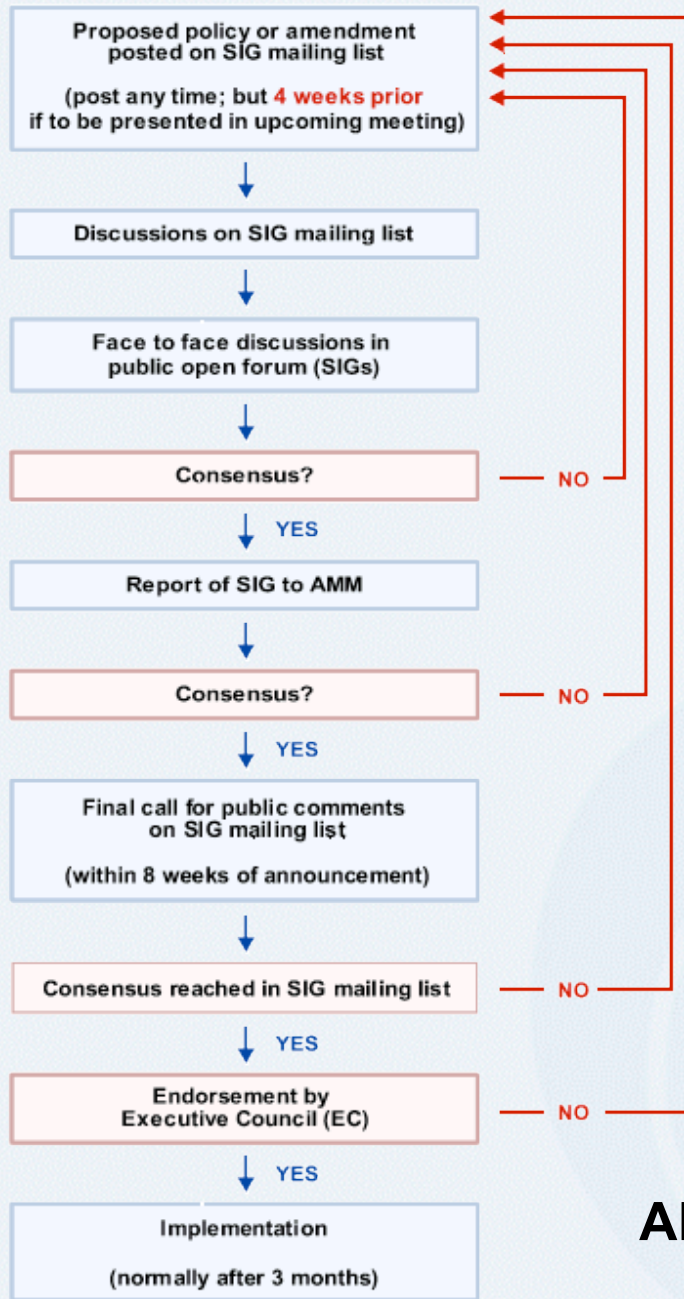 Proposed policy or amendment
posted on SIG mailing list
(post any time; but 4 weeks prior
if to be presented in upcoming meeting)
Discussions on SIG mailing list
Face to face discussions in
public open forum (SIGs)
Consensus?
NO
YES
Report of SIG to AMM
Consensus?
NO
YES
Final call for public comments
on SIG mailing list
(within 8 weeks of announcement)
Consensus reached in SIG mailing list
NO
YES
Endorsement by
Executive Council (EC)
NO
YES
Implementation
(normally after 3 months)